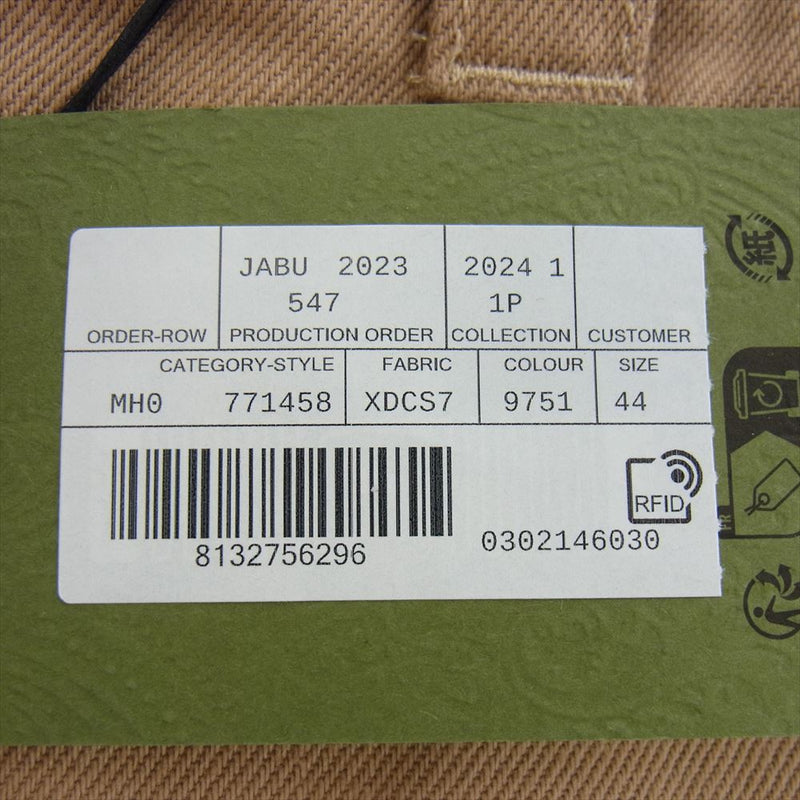 JABU 2023 2024 1
547 1P
ORDER-ROW PRODUCTION ORDER COLLECTION CUSTOMER
CATEGORY-STYLE FABRIC COLOUR SIZE
MH0 771458 XDCS7 9751 44
RFID
8132756296 0302146030
紙
FR